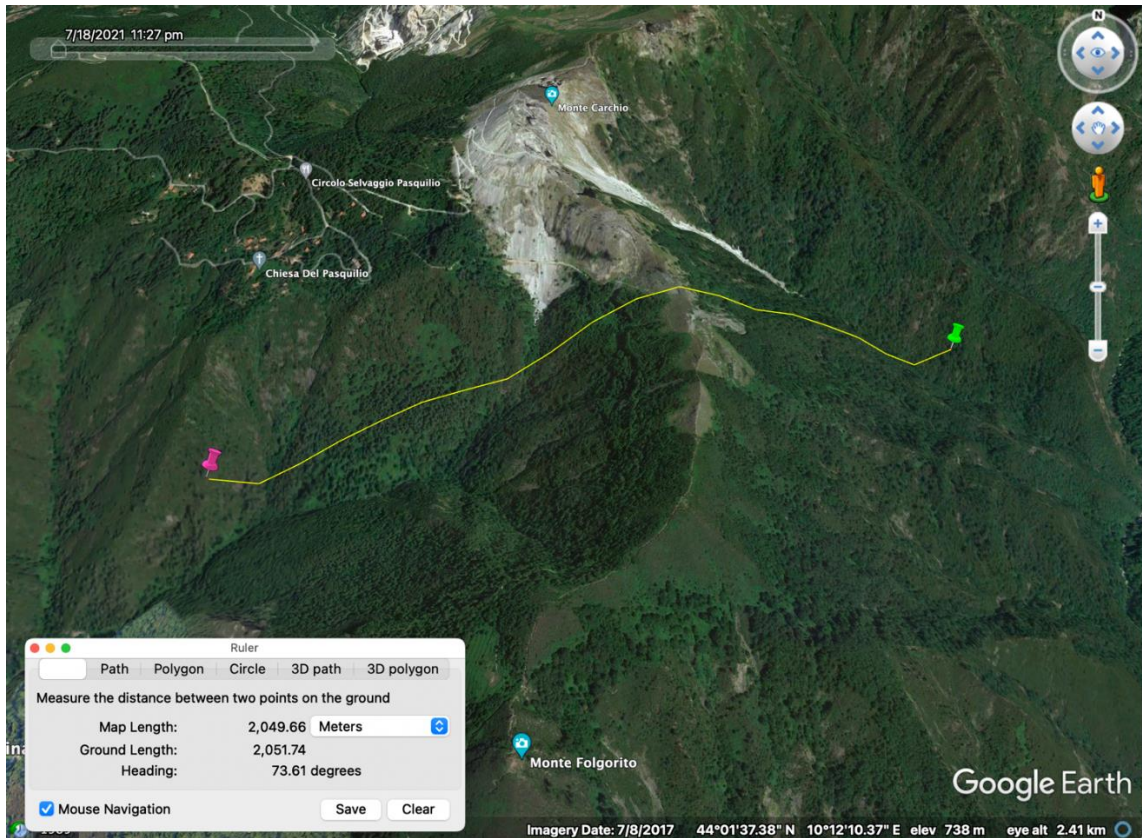 7/18/2021 11:27 pm
N
Monte Carchio
Circolo Selvaggio Pasquilio
Chiesa Del Pasquilio
Ruler
Path Polygon Circle 3D path 3D polygon
Measure the distance between two points on the ground
Map Length: 2,049.66 Meters
Ground Length: 2,051.74
Heading: 73.61 degrees
Mouse Navigation Save Clear
Monte Folgorito
Google Earth
Imagery Date: 7/8/2017 44°01'37.38" N 10°12'10.37" E elev 738 m eye alt 2.41 km